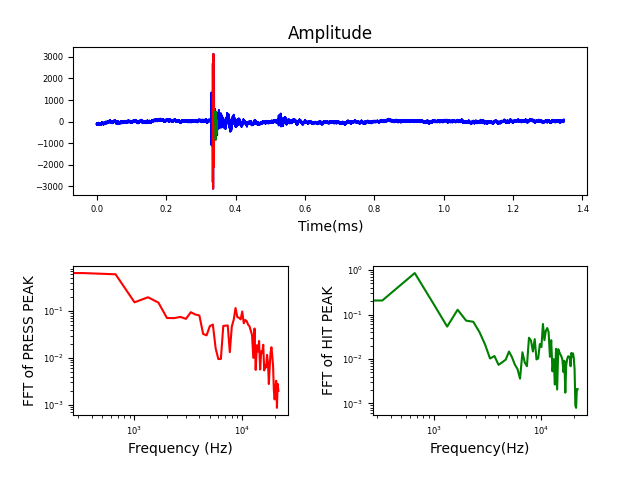 Amplitude
3000
2000
1000
0
−1000
−2000
−3000
0.0 0.2 0.4 0.6 0.8 1.0 1.2 1.4
Time(ms)
FFT of PRESS PEAK
10⁻¹
10⁻²
10⁻³
10³ 10⁴
Frequency (Hz)
FFT of HIT PEAK
10⁰
10⁻¹
10⁻²
10⁻³
10³ 10⁴
Frequency(Hz)